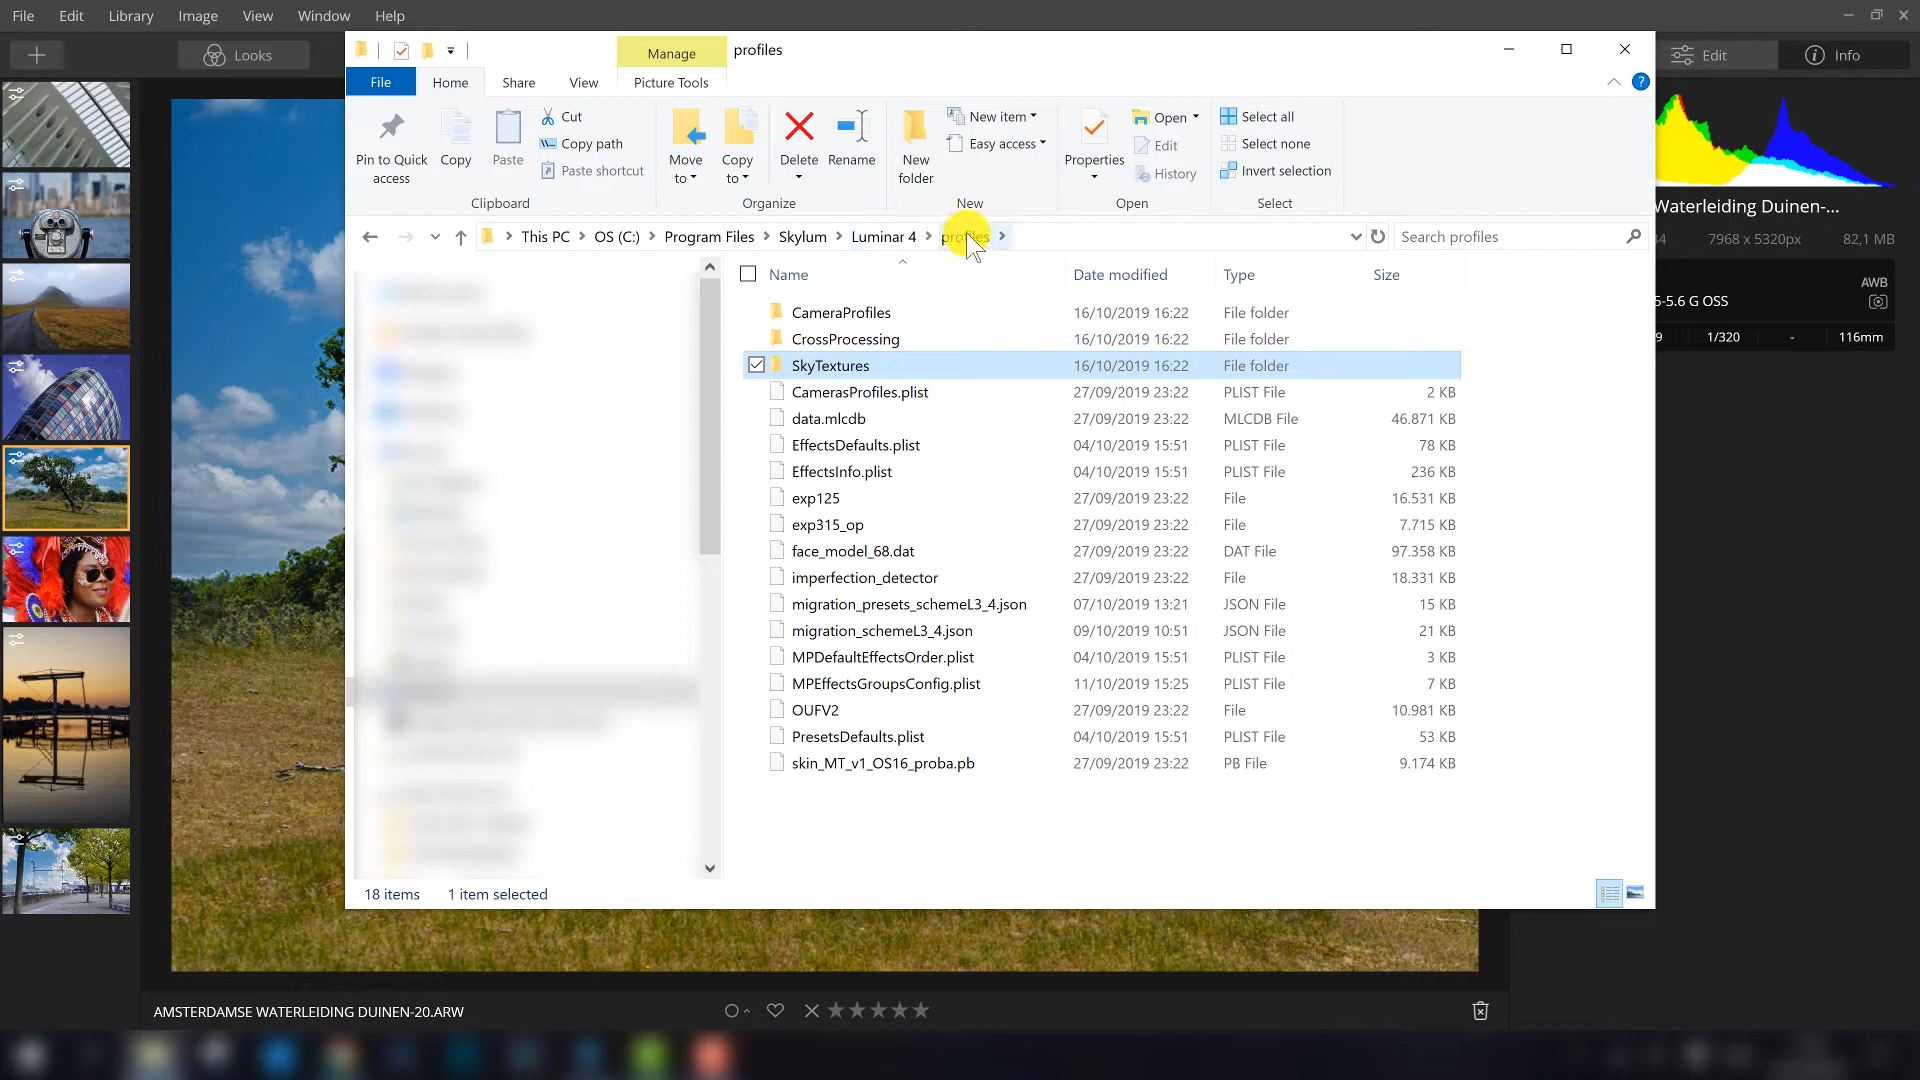 File Edit Library Image View Window Help
Looks
Edit
Info
Manage
profiles
File Home Share View Picture Tools
Pin to Quick access
Copy
Paste
Cut
Copy path
Paste shortcut
Clipboard
Move to
Copy to
Delete
Rename
Organize
New folder
New item
Easy access
New
Properties
Open
Edit
History
Open
Select all
Select none
Invert selection
Select
This PC > OS (C:) > Program Files > Skylum > Luminar 4 > profiles >
Search profiles
Name Date modified Type Size
CameraProfiles 16/10/2019 16:22 File folder
CrossProcessing 16/10/2019 16:22 File folder
SkyTextures 16/10/2019 16:22 File folder
CamerasProfiles.plist 27/09/2019 23:22 PLIST File 2 KB
data.mlcdb 27/09/2019 23:22 MLCDB File 46.871 KB
EffectsDefaults.plist 04/10/2019 15:51 PLIST File 78 KB
EffectsInfo.plist 04/10/2019 15:51 PLIST File 236 KB
exp125 27/09/2019 23:22 File 16.531 KB
exp315_op 27/09/2019 23:22 File 7.715 KB
face_model_68.dat 27/09/2019 23:22 DAT File 97.358 KB
imperfection_detector 27/09/2019 23:22 File 18.331 KB
migration_presets_schemeL3_4.json 07/10/2019 13:21 JSON File 15 KB
migration_schemeL3_4.json 09/10/2019 10:51 JSON File 21 KB
MPDefaultEffectsOrder.plist 04/10/2019 15:51 PLIST File 3 KB
MPEffectsGroupsConfig.plist 11/10/2019 15:25 PLIST File 7 KB
OUFV2 27/09/2019 23:22 File 10.981 KB
PresetsDefaults.plist 04/10/2019 15:51 PLIST File 53 KB
skin_MT_v1_OS16_proba.pb 27/09/2019 23:22 PB File 9.174 KB
18 items 1 item selected
Waterleiding Duinen-...
34 7968 x 5320px 82,1 MB
AWB
5-5.6 G OSS
9 1/320 - 116mm
AMSTERDAMSE WATERLEIDING DUINEN-20.ARW